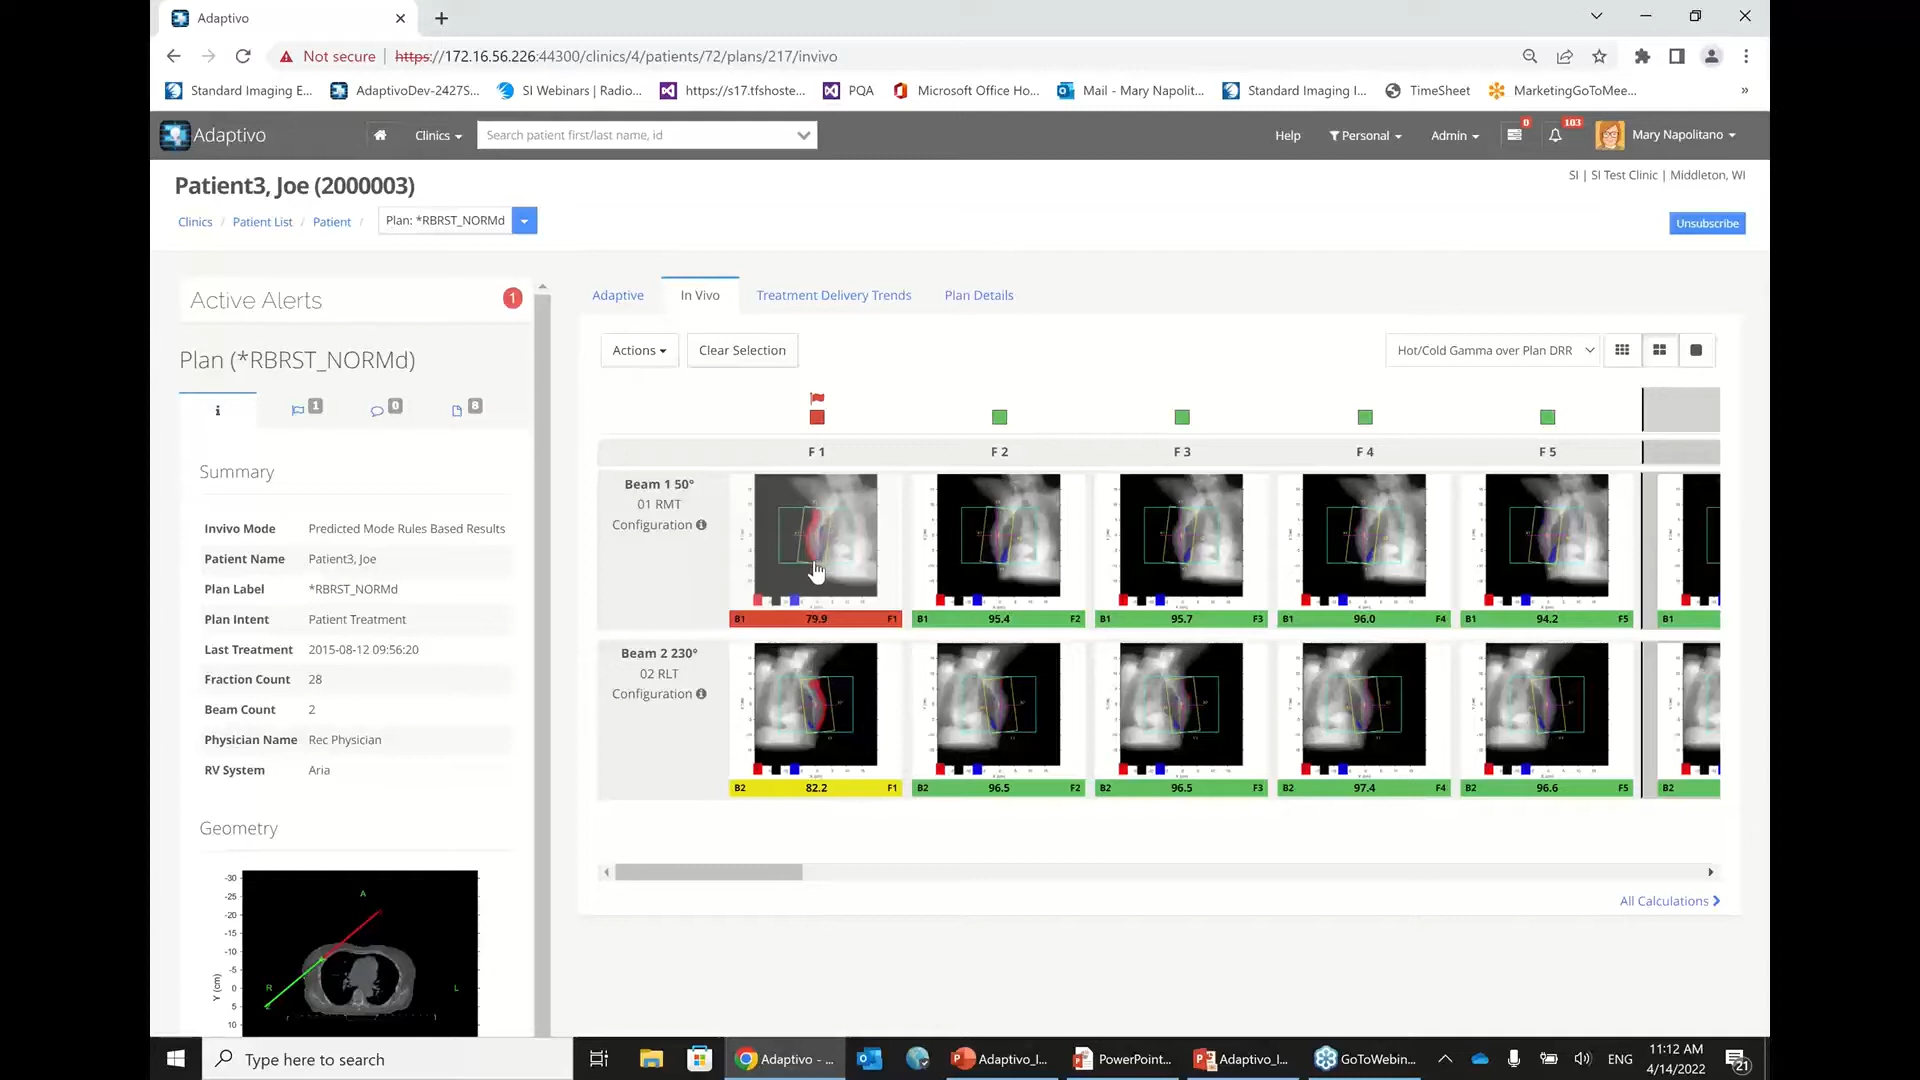 Adaptivo
Not secure | https://172.16.56.226:44300/clinics/4/patients/72/plans/217/invivo
Standard Imaging E... AdaptivoDev-2427S... SI Webinars | Radio... https://s17.tfshoste... PQA Microsoft Office Ho... Mail - Mary Napolit... Standard Imaging I... TimeSheet MarketingGoToMee... »
Adaptivo Clinics Search patient first/last name, id Help Personal Admin 0 103 Mary Napolitano
Patient3, Joe (2000003)
SI | SI Test Clinic | Middleton, WI
Clinics / Patient List / Patient / Plan: *RBRST_NORMd
Unsubscribe
Active Alerts 1
Adaptive In Vivo Treatment Delivery Trends Plan Details
Actions Clear Selection Hot/Cold Gamma over Plan DRR
Plan (*RBRST_NORMd)
i 1 0 8
F 1 F 2 F 3 F 4 F 5
Beam 1 50°
01 RMT
Configuration
B1 79.9 F1 B1 95.4 F2 B1 95.7 F3 B1 96.0 F4 B1 94.2 F5 B1
Beam 2 230°
02 RLT
Configuration
B2 82.2 F1 B2 96.5 F2 B2 96.5 F3 B2 97.4 F4 B2 96.6 F5 B2
All Calculations
Summary
Invivo Mode Predicted Mode Rules Based Results
Patient Name Patient3, Joe
Plan Label *RBRST_NORMd
Plan Intent Patient Treatment
Last Treatment 2015-08-12 09:56:20
Fraction Count 28
Beam Count 2
Physician Name Rec Physician
RV System Aria
Geometry
-30
-25
-20
-15
-10
-5
0
5
10
Y (cm)
A
R
L
Type here to search Adaptivo - ... Adaptivo_I... PowerPoint... Adaptivo_I... GoToWebin... ENG 11:12 AM
4/14/2022
21